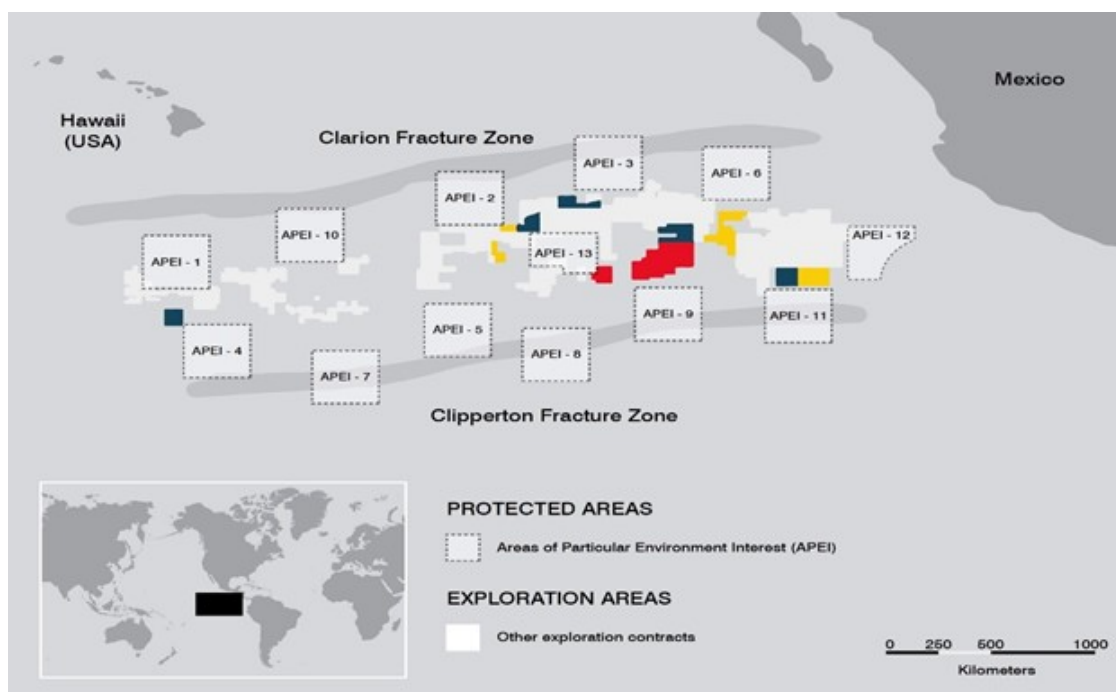 Mexico
Hawaii
(USA)
Clarion Fracture Zone
APEI - 3
APEI - 6
APEI - 2
APEI - 10
APEI - 12
APEI - 13
APEI - 1
APEI - 9
APEI - 11
APEI - 5
APEI - 4
APEI - 8
APEI - 7
Clipperton Fracture Zone
PROTECTED AREAS
Areas of Particular Environment Interest (APEI)
EXPLORATION AREAS
Other exploration contracts
0 250 500 1000
Kilometers